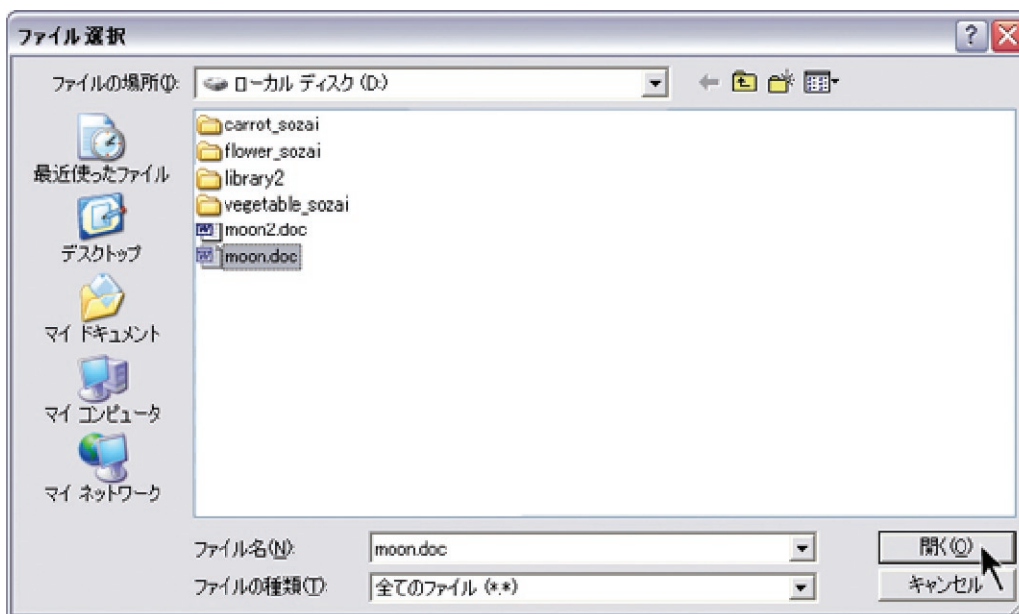 ファイル選択
ファイルの場所(I):
ローカル ディスク (D:)
最近使ったファイル
デスクトップ
マイ ドキュメント
マイ コンピュータ
マイ ネットワーク
carrot_sozai
flower_sozai
library2
vegetable_sozai
moon2.doc
moon.doc
ファイル名(N):
moon.doc
開く(O)
ファイルの種類(T):
全てのファイル (*.*)
キャンセル